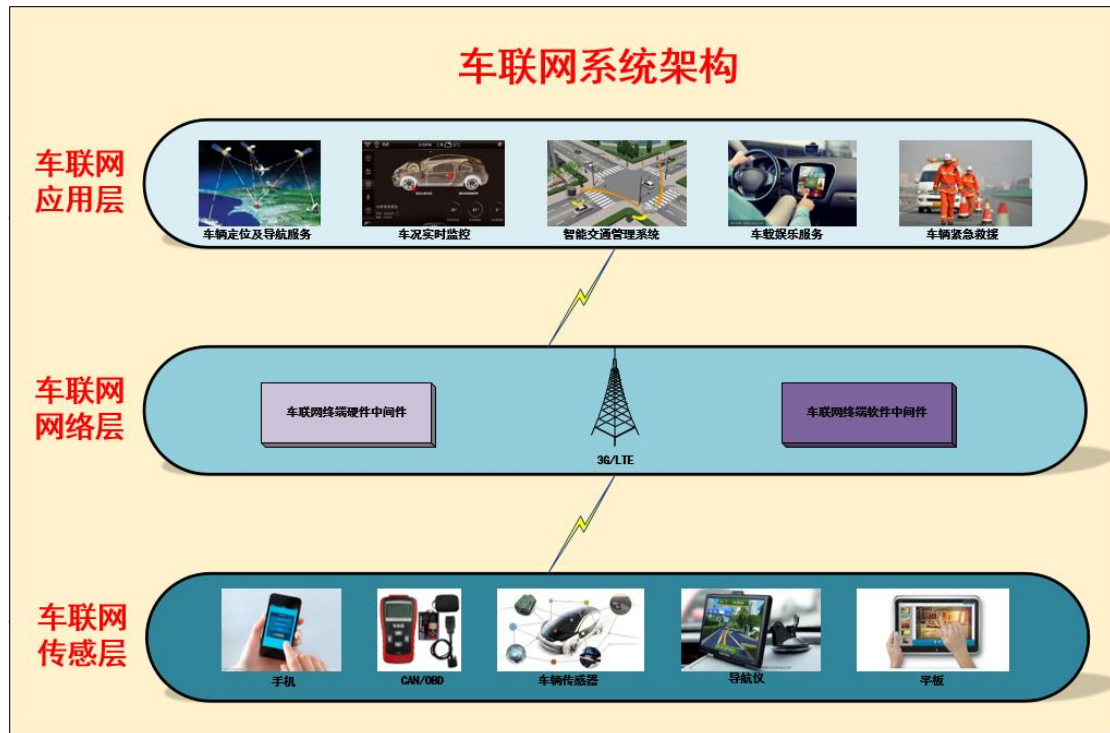 车联网系统架构
车联网
应用层
车辆定位及导航服务
车况实时监控
智能交通管理系统
车载娱乐服务
车辆紧急救援
车联网
网络层
车联网终端硬件中间件
3G/LTE
车联网终端软件中间件
车联网
传感层
手机
CAN/OBD
车辆传感器
导航仪
平板